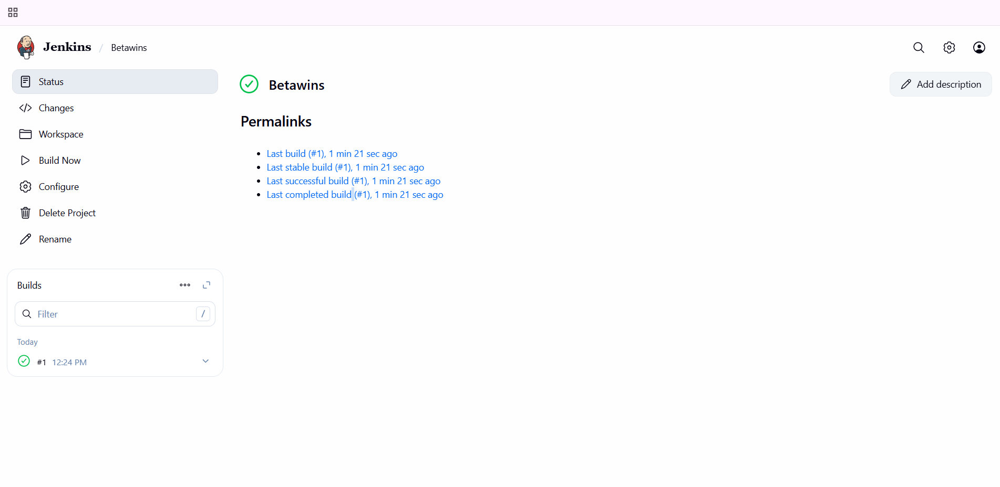 Jenkins / Betawins
Status
Changes
Workspace
Build Now
Configure
Delete Project
Rename
Builds
Filter /
Today
#1 12:24 PM
Betawins
Add description
Permalinks
Last build (#1), 1 min 21 sec ago
Last stable build (#1), 1 min 21 sec ago
Last successful build (#1), 1 min 21 sec ago
Last completed build (#1), 1 min 21 sec ago